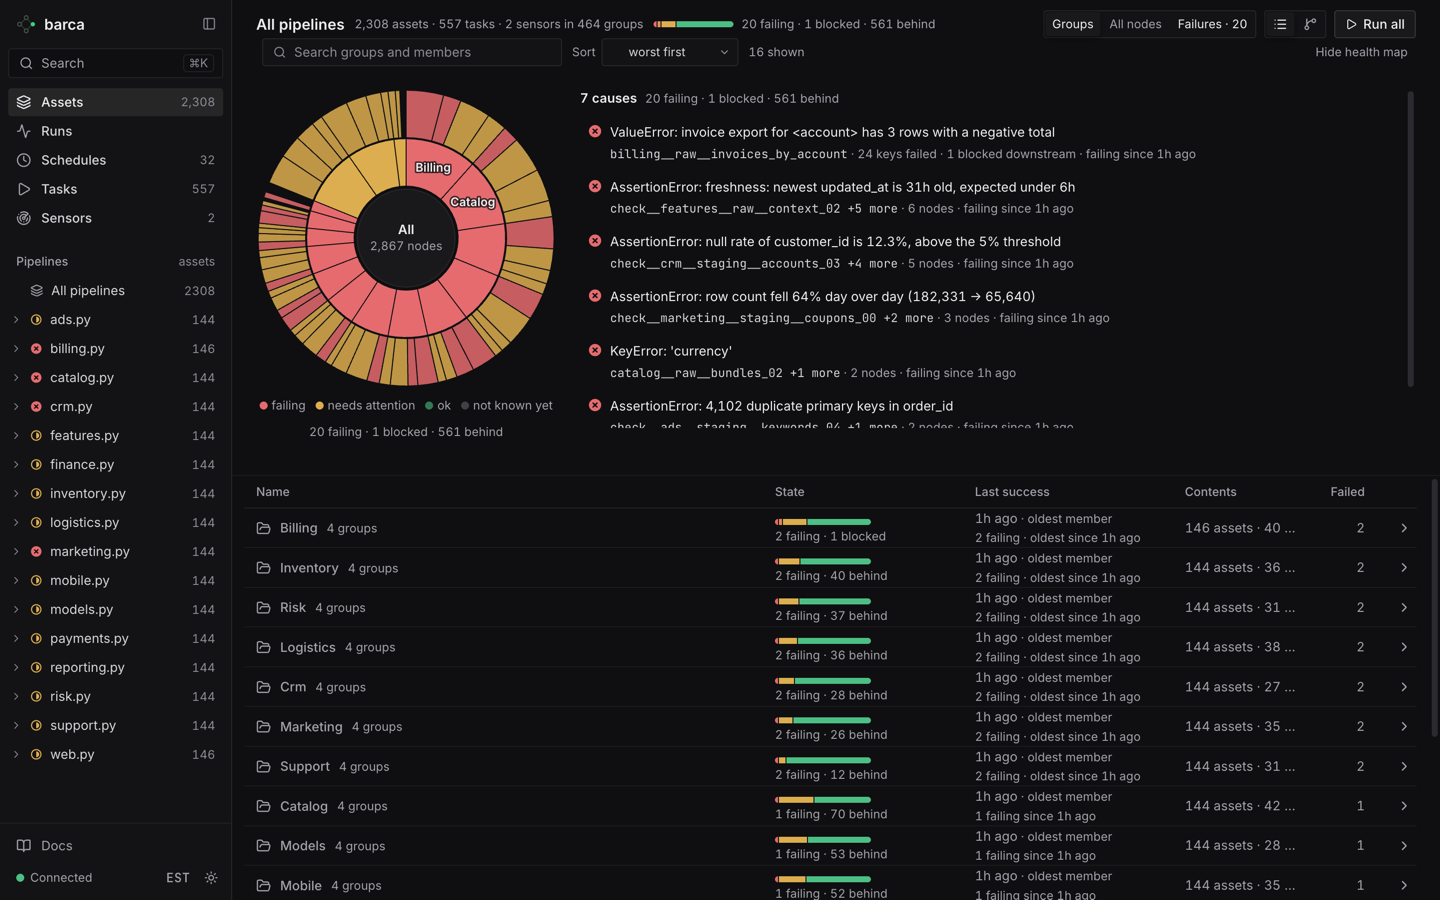 barca
Search ⌘K
Assets 2,308
Runs
Schedules 32
Tasks 557
Sensors 2
Pipelines assets
All pipelines 2308
ads.py 144
billing.py 146
catalog.py 144
crm.py 144
features.py 144
finance.py 144
inventory.py 144
logistics.py 144
marketing.py 144
mobile.py 144
models.py 144
payments.py 144
reporting.py 144
risk.py 144
support.py 144
web.py 146
Docs
Connected EST
All pipelines 2,308 assets · 557 tasks · 2 sensors in 464 groups 20 failing · 1 blocked · 561 behind
Groups All nodes Failures · 20 Run all
Search groups and members Sort worst first 16 shown Hide health map
Billing
Catalog
All
2,867 nodes
failing needs attention ok not known yet
20 failing · 1 blocked · 561 behind
7 causes 20 failing · 1 blocked · 561 behind
ValueError: invoice export for <account> has 3 rows with a negative total
billing__raw__invoices_by_account · 24 keys failed · 1 blocked downstream · failing since 1h ago
AssertionError: freshness: newest updated_at is 31h old, expected under 6h
check__features__raw__context_02 +5 more · 6 nodes · failing since 1h ago
AssertionError: null rate of customer_id is 12.3%, above the 5% threshold
check__crm__staging__accounts_03 +4 more · 5 nodes · failing since 1h ago
AssertionError: row count fell 64% day over day (182,331 → 65,640)
check__marketing__staging__coupons_00 +2 more · 3 nodes · failing since 1h ago
KeyError: 'currency'
catalog__raw__bundles_02 +1 more · 2 nodes · failing since 1h ago
AssertionError: 4,102 duplicate primary keys in order_id
check__ads__staging__keywords_04 +1 more · 2 nodes · failing since 1h ago
Name State Last success Contents Failed
Billing 4 groups 1h ago · oldest member 146 assets · 40 ... 2
2 failing · 1 blocked 2 failing · oldest since 1h ago
Inventory 4 groups 1h ago · oldest member 144 assets · 36 ... 2
2 failing · 40 behind 2 failing · oldest since 1h ago
Risk 4 groups 1h ago · oldest member 144 assets · 31 ... 2
2 failing · 37 behind 2 failing · oldest since 1h ago
Logistics 4 groups 1h ago · oldest member 144 assets · 38 ... 2
2 failing · 36 behind 2 failing · oldest since 1h ago
Crm 4 groups 1h ago · oldest member 144 assets · 27 ... 2
2 failing · 28 behind 2 failing · oldest since 1h ago
Marketing 4 groups 1h ago · oldest member 144 assets · 35 ... 2
2 failing · 26 behind 2 failing · oldest since 1h ago
Support 4 groups 1h ago · oldest member 144 assets · 31 ... 2
2 failing · 12 behind 2 failing · oldest since 1h ago
Catalog 4 groups 1h ago · oldest member 144 assets · 42 ... 1
1 failing · 70 behind 1 failing since 1h ago
Models 4 groups 1h ago · oldest member 144 assets · 28 ... 1
1 failing · 53 behind 1 failing since 1h ago
Mobile 4 groups 1h ago · oldest member 144 assets · 35 ... 1
1 failing · 52 behind 1 failing since 1h ago